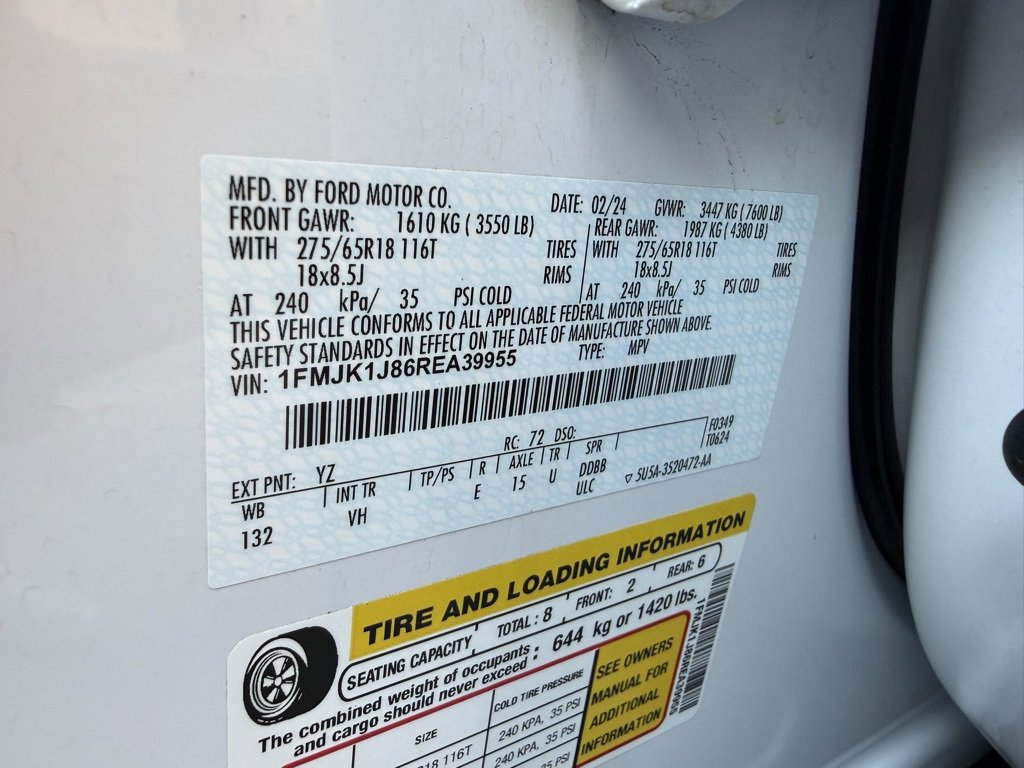 MFD. BY FORD MOTOR CO. DATE: 02/24 GVWR: 3447 KG (7600 LB)
FRONT GAWR: 1610 KG (3550 LB) REAR GAWR: 1987 KG (4380 LB)
WITH 275/65R18 116T TIRES WITH 275/65R18 116T TIRES
18x8.5J RIMS 18x8.5J RIMS
AT 240 kPa/ 35 PSI COLD AT 240 kPa/ 35 PSI COLD
THIS VEHICLE CONFORMS TO ALL APPLICABLE FEDERAL MOTOR VEHICLE
SAFETY STANDARDS IN EFFECT ON THE DATE OF MANUFACTURE SHOWN ABOVE.
VIN: 1FMJK1J86REA39955 TYPE: MPV
EXT PNT: YZ RC: 72 DSO: F0349
T0624
WB INT TR TP/PS R AXLE TR SPR
132 VH E 15 U DDBB
ULC
▽ 5U5A-3520472-AA
TIRE AND LOADING INFORMATION
SEATING CAPACITY TOTAL: 8 FRONT: 2 REAR: 6
The combined weight of occupants
and cargo should never exceed : 644 kg or 1420 lbs.
SIZE COLD TIRE PRESSURE
R18 116T 240 KPA, 35 PSI
240 KPA, 35 PSI
35 PSI
SEE OWNERS
MANUAL FOR
ADDITIONAL
INFORMATION
1FMJK1J86REA39955